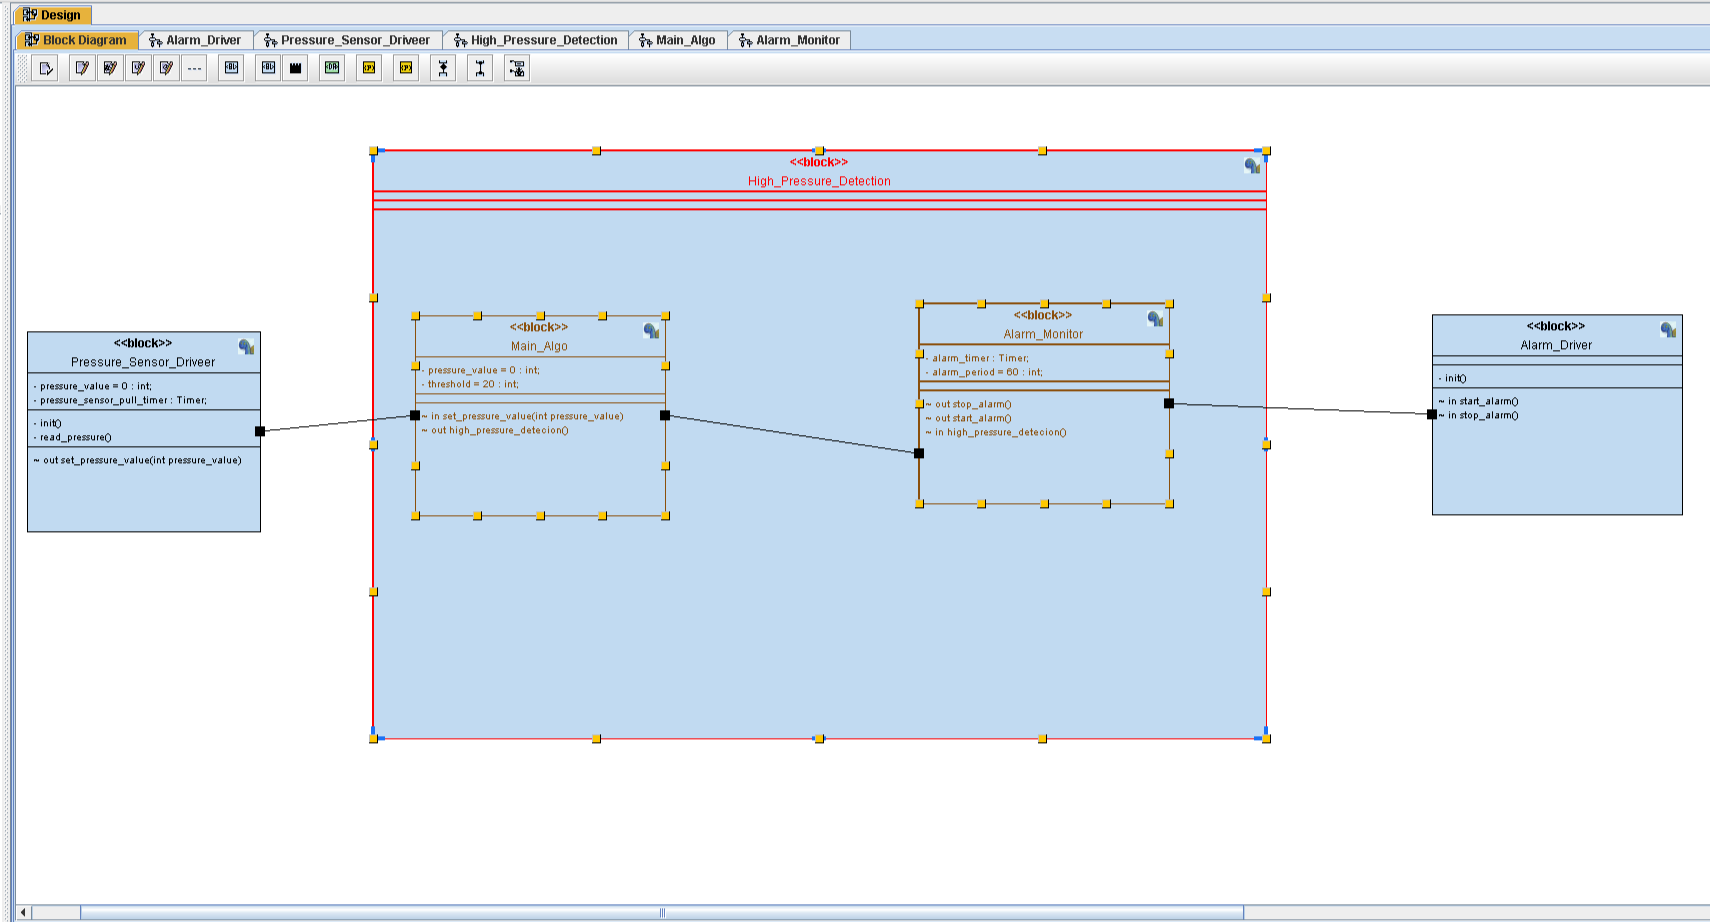 Design
Block Diagram
Alarm_Driver
Pressure_Sensor_Driveer
High_Pressure_Detection
Main_Algo
Alarm_Monitor
<<block>>
High_Pressure_Detection
<<block>>
Pressure_Sensor_Driveer
- pressure_value = 0 : int;
- pressure_sensor_pull_timer : Timer;
- init()
- read_pressure()
~ out set_pressure_value(int pressure_value)
<<block>>
Main_Algo
- pressure_value = 0 : int;
- threshold = 20 : int;
~ in set_pressure_value(int pressure_value)
~ out high_pressure_detecion()
<<block>>
Alarm_Monitor
- alarm_timer : Timer;
- alarm_period = 60 : int;
~ out stop_alarm()
~ out start_alarm()
~ in high_pressure_detecion()
<<block>>
Alarm_Driver
- init()
~ in start_alarm()
~ in stop_alarm()